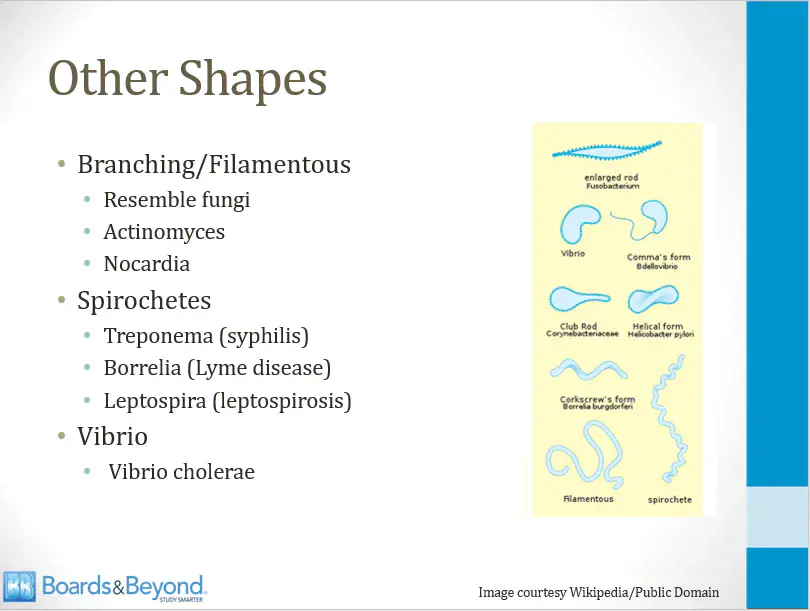 Other Shapes
• Branching/Filamentous
• Resemble fungi
• Actinomyces
• Nocardia
• Spirochetes
• Treponema (syphilis)
• Borrelia (Lyme disease)
• Leptospira (leptospirosis)
• Vibrio
• Vibrio cholerae
enlarged rod
Fusobacterium
Vibrio
Comma's form
Bdellovibrio
Club Rod
Corynebacteriaceae
Helical form
Helicobacter pylori
Corkscrew's form
Borrelia burgdorferi
Filamentous
spirochete
BB Boards&Beyond.
STUDY SMARTER
Image courtesy Wikipedia/Public Domain